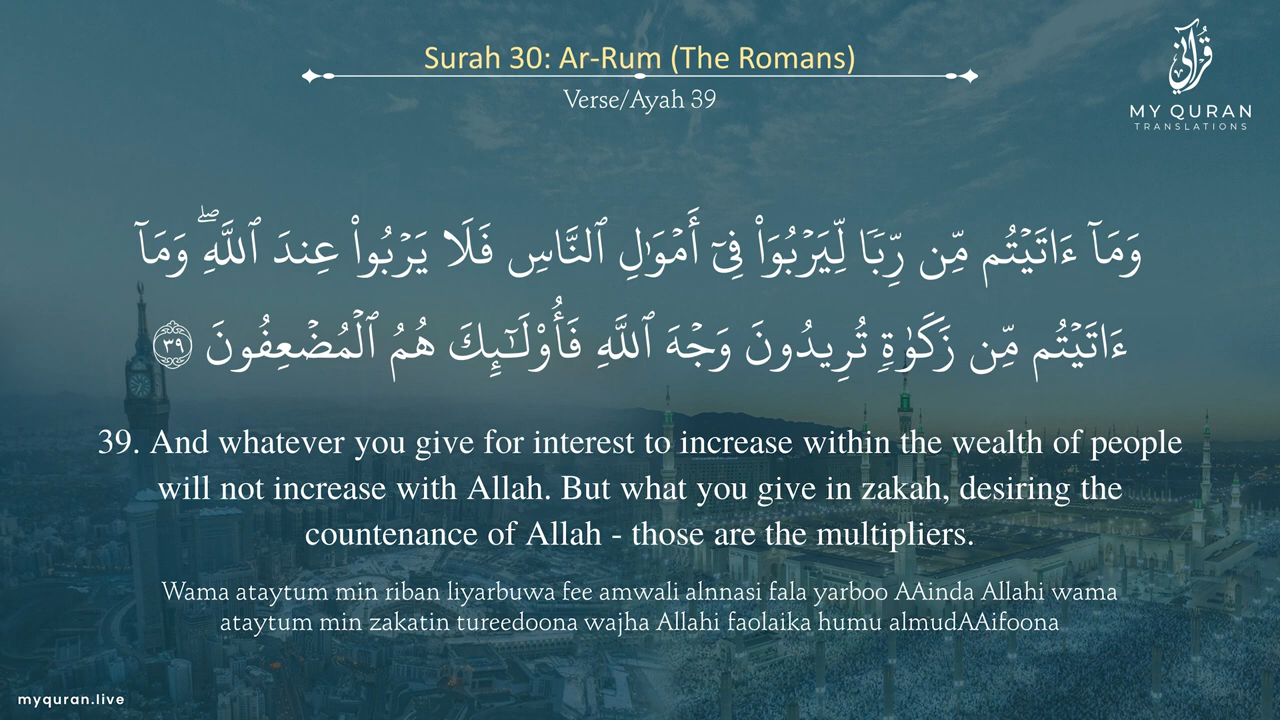 Surah 30: Ar-Rum (The Romans)
Verse/Ayah 39
قرآني
MY QURAN
TRANSLATIONS
وَمَآ ءَاتَيْتُم مِّن رِّبًا لِّيَرْبُوَا۟ فِىٓ أَمْوَٰلِ ٱلنَّاسِ فَلَا يَرْبُوا۟ عِندَ ٱللَّهِ ۖ وَمَآ
ءَاتَيْتُم مِّن زَكَوٰةٍ تُرِيدُونَ وَجْهَ ٱللَّهِ فَأُو۟لَـٰٓئِكَ هُمُ ٱلْمُضْعِفُونَ ٣٩
39. And whatever you give for interest to increase within the wealth of people
will not increase with Allah. But what you give in zakah, desiring the
countenance of Allah - those are the multipliers.
Wama ataytum min riban liyarbuwa fee amwali alnnasi fala yarboo AAinda Allahi wama
ataytum min zakatin tureedoona wajha Allahi faolaika humu almudAAifoona
myquran.live